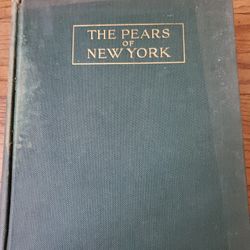 THE PEARS
OF
NEW YORK